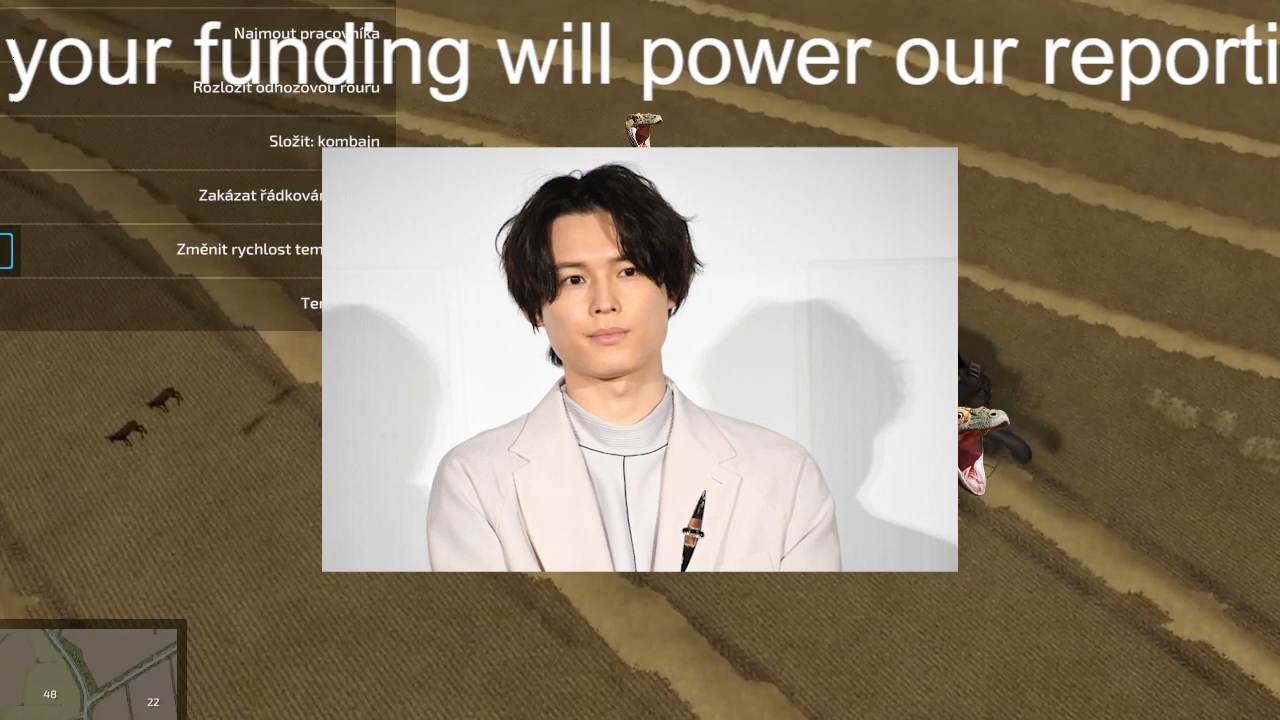 your funding will power our reporti
Najmout pracovníka
Rozložit odhozovou rouru
Složit: kombajn
Zakázat řádkován
Změnit rychlost tem
Ter
48
22